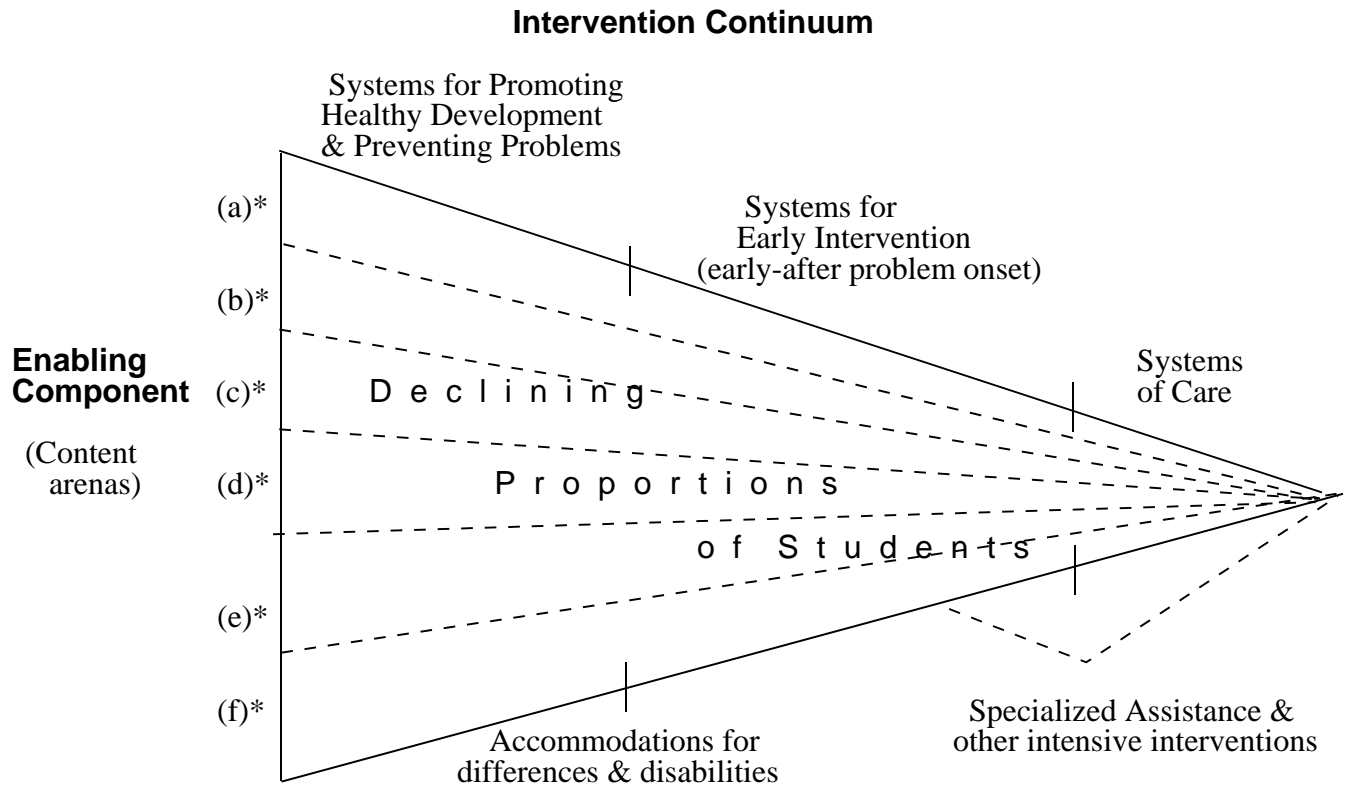 Intervention Continuum
Systems for Promoting
Healthy Development
& Preventing Problems
(a)*
Systems for
Early Intervention
(early-after problem onset)
(b)*
Enabling
Component
(c)*
D e c l i n i n g
Systems
of Care
(Content
arenas)
(d)*
P r o p o r t i o n s
o f S t u d e n t s
(e)*
(f)*
Accommodations for
differences & disabilities
Specialized Assistance &
other intensive interventions